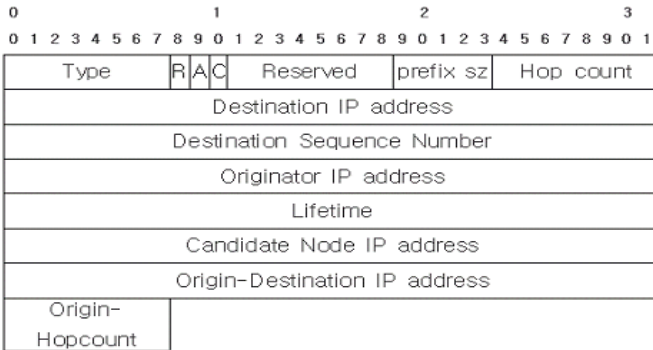 0 1 2 3
0 1 2 3 4 5 6 7 8 9 0 1 2 3 4 5 6 7 8 9 0 1 2 3 4 5 6 7 8 9 0 1
Type R A C Reserved prefix sz Hop count
Destination IP address
Destination Sequence Number
Originator IP address
Lifetime
Candidate Node IP address
Origin-Destination IP address
Origin-
Hopcount